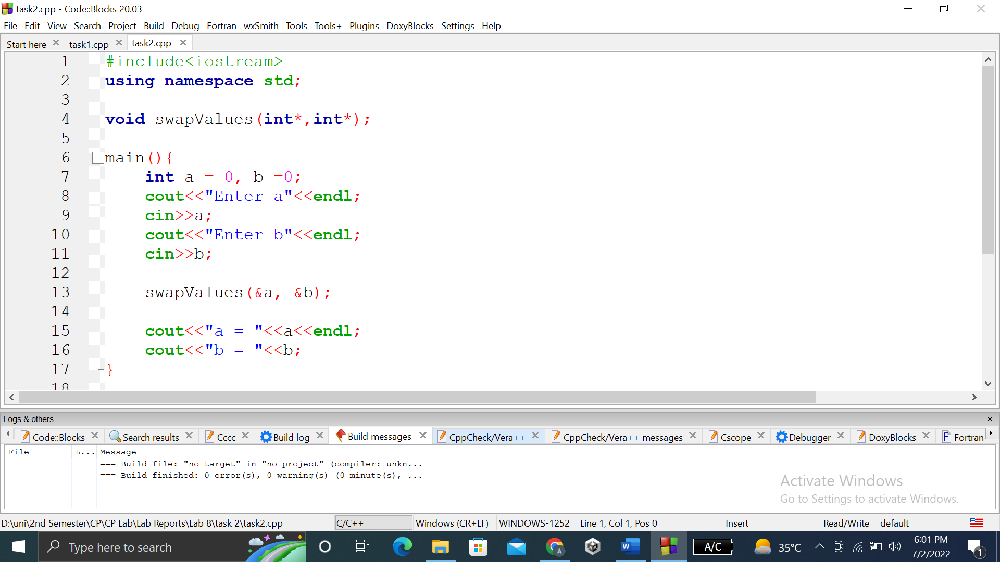 task2.cpp - Code::Blocks 20.03
File Edit View Search Project Build Debug Fortran wxSmith Tools Tools+ Plugins DoxyBlocks Settings Help
Start here task1.cpp task2.cpp
1 #include<iostream>
2 using namespace std;
3
4 void swapValues(int*,int*);
5
6 main(){
7 int a = 0, b =0;
8 cout<<"Enter a"<<endl;
9 cin>>a;
10 cout<<"Enter b"<<endl;
11 cin>>b;
12
13 swapValues(&a, &b);
14
15 cout<<"a = "<<a<<endl;
16 cout<<"b = "<<b;
17 }
18
Logs & others
Code::Blocks Search results Cccc Build log Build messages CppCheck/Vera++ CppCheck/Vera++ messages Cscope Debugger DoxyBlocks Fortran
File L... Message
=== Build file: "no target" in "no project" (compiler: unkn...
=== Build finished: 0 error(s), 0 warning(s) (0 minute(s), ...
Activate Windows
Go to Settings to activate Windows.
D:\uni\2nd Semester\CP\CP Lab\Lab Reports\Lab 8\task 2\task2.cpp C/C++ Windows (CR+LF) WINDOWS-1252 Line 1, Col 1, Pos 0 Insert Read/Write default
Type here to search A/C 35°C 6:01 PM
7/2/2022 1